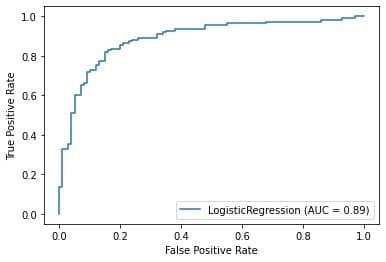 1.0
0.8
0.6
0.4
0.2
0.0
True Positive Rate
LogisticRegression (AUC = 0.89)
0.0 0.2 0.4 0.6 0.8 1.0
False Positive Rate